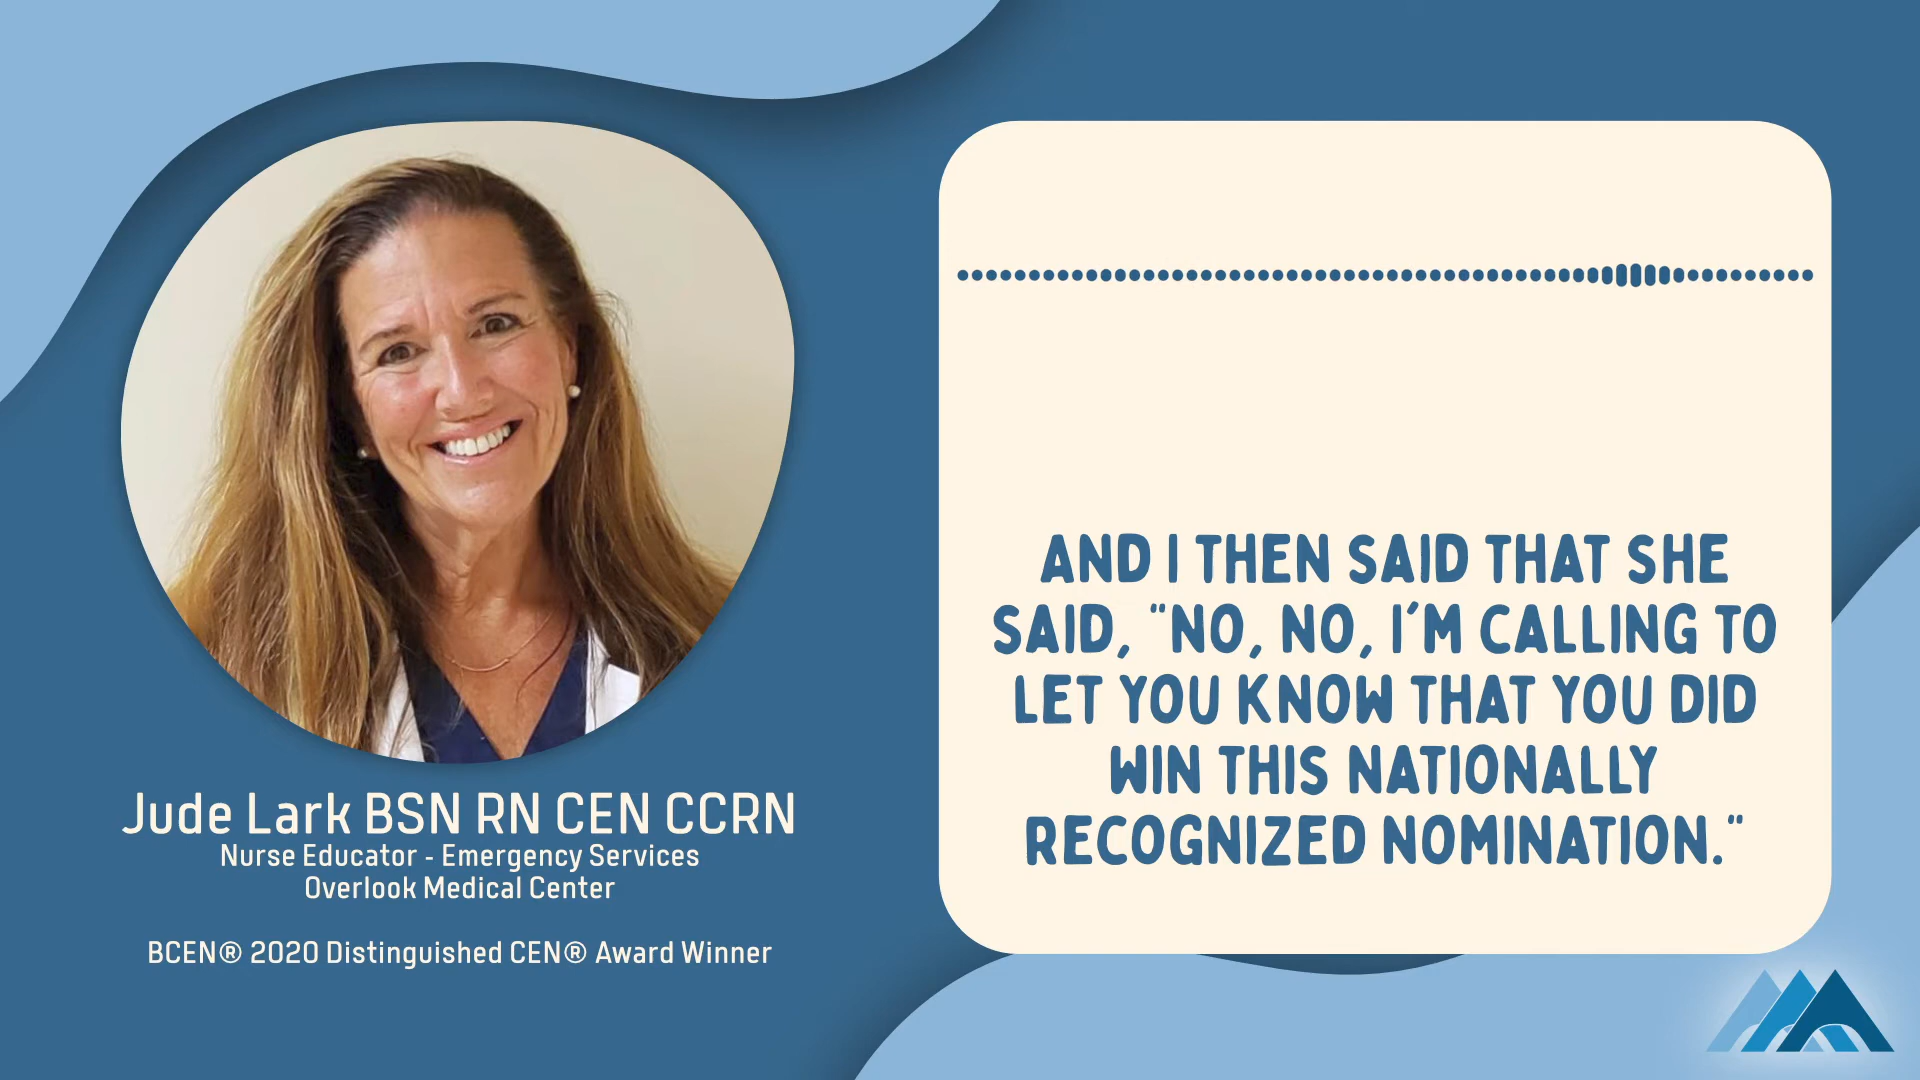 Jude Lark BSN RN CEN CCRN
Nurse Educator - Emergency Services
Overlook Medical Center
BCEN® 2020 Distinguished CEN® Award Winner
AND I THEN SAID THAT SHE
SAID, "NO, NO, I'M CALLING TO
LET YOU KNOW THAT YOU DID
WIN THIS NATIONALLY
RECOGNIZED NOMINATION."